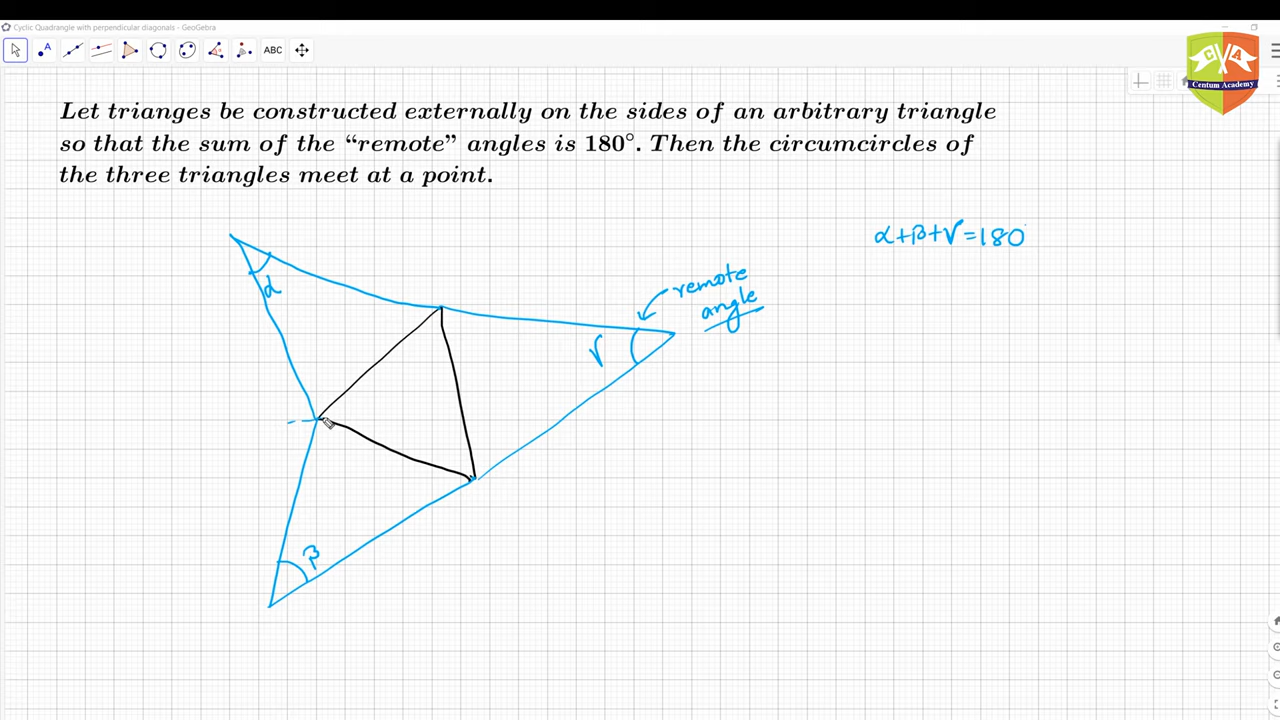 Cyclic Quadrangle with perpendicular diagonals - GeoGebra
ABC
C A
Centum Academy
Let trianges be constructed externally on the sides of an arbitrary triangle
so that the sum of the “remote” angles is 180°. Then the circumcircles of
the three triangles meet at a point.
α+β+γ=180
remote
angle
α
γ
β